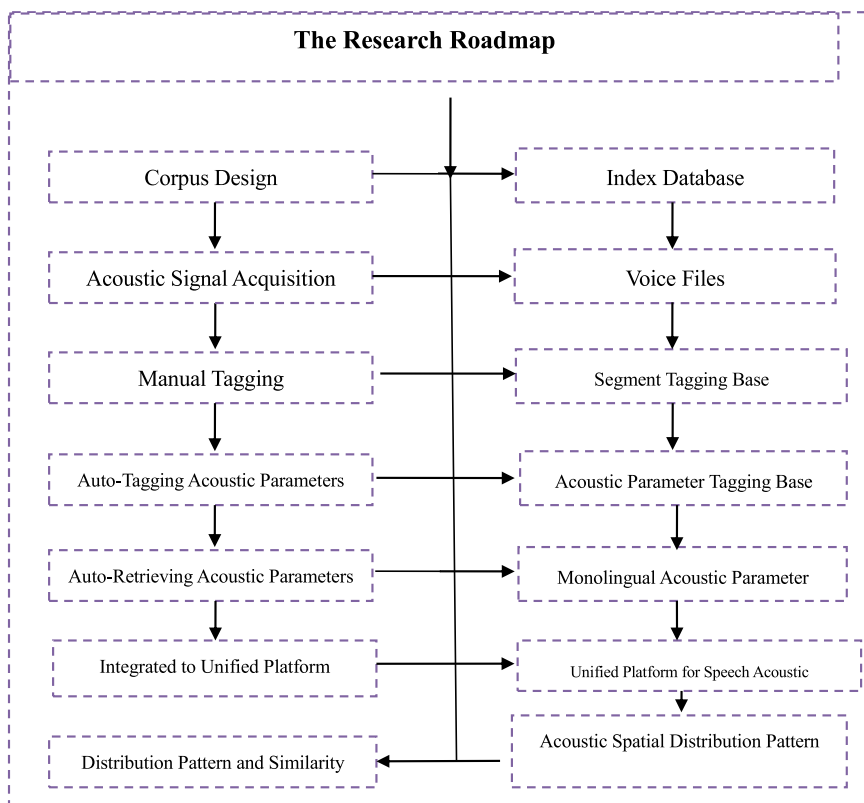 The Research Roadmap
Corpus Design
Index Database
Acoustic Signal Acquisition
Voice Files
Manual Tagging
Segment Tagging Base
Auto-Tagging Acoustic Parameters
Acoustic Parameter Tagging Base
Auto-Retrieving Acoustic Parameters
Monolingual Acoustic Parameter
Integrated to Unified Platform
Unified Platform for Speech Acoustic
Acoustic Spatial Distribution Pattern
Distribution Pattern and Similarity